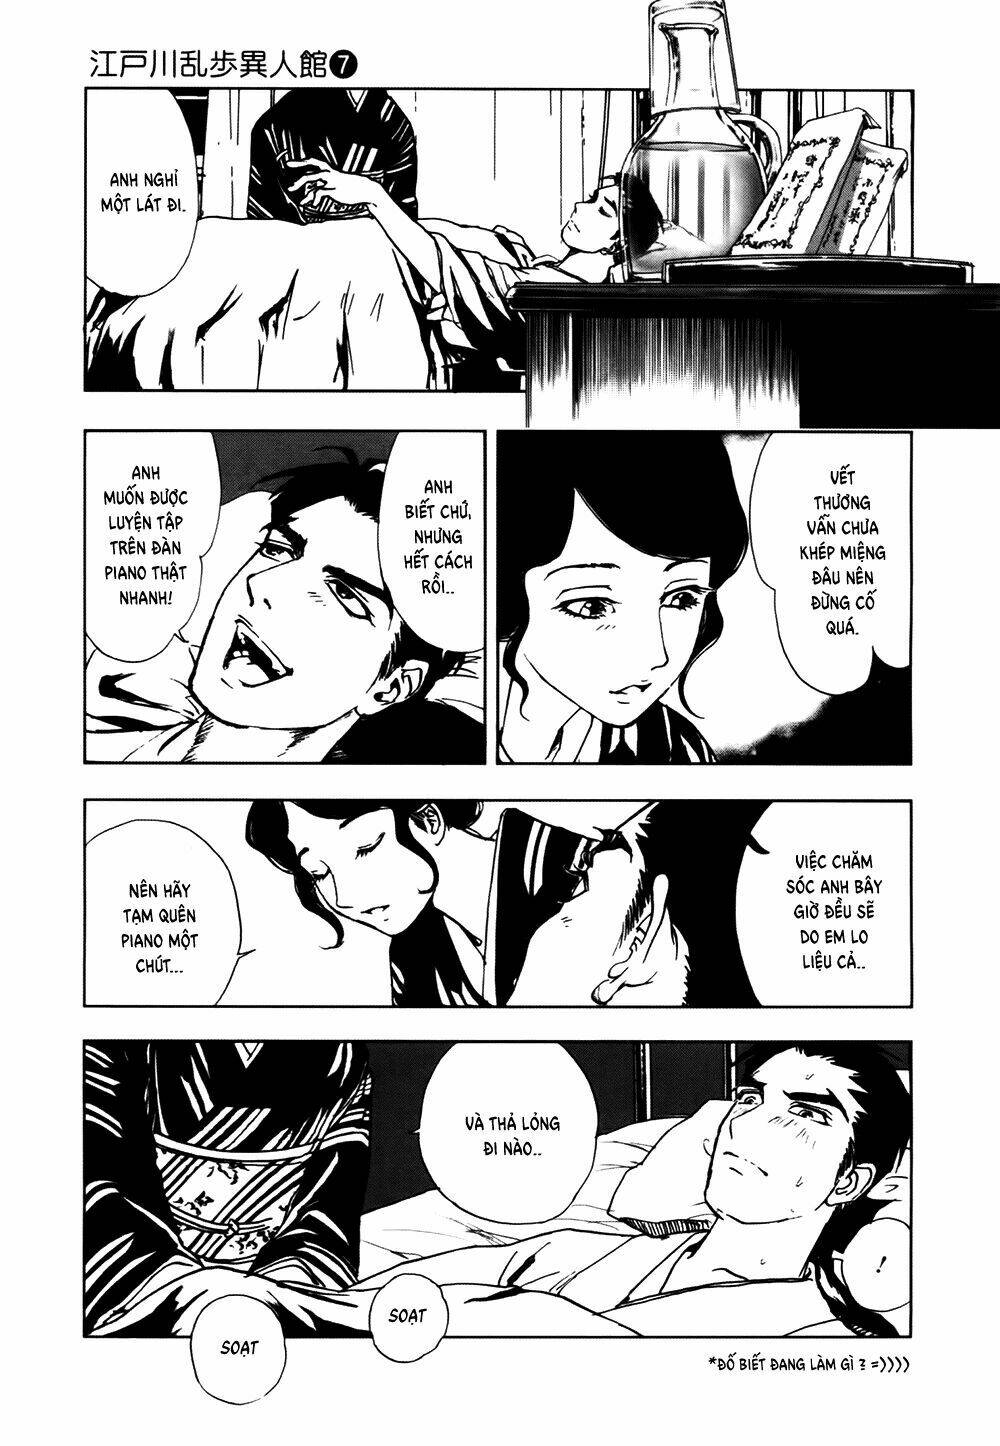 江戸川乱歩異人館7
ANH NGHỈ
MỘT LÁT ĐI.
VẾT
THƯƠNG
VẪN CHƯA
KHÉP MIỆNG
ĐÂU NÊN
ĐỪNG CỐ
QUÁ.
ANH
BIẾT CHỨ,
NHƯNG
HẾT CÁCH
RỒI..
ANH
MUỐN ĐƯỢC
LUYỆN TẬP
TRÊN ĐÀN
PIANO THẬT
NHANH!
VIỆC CHĂM
SÓC ANH BÂY
GIỜ ĐỀU SẼ
DO EM LO
LIỆU CẢ..
NÊN HÃY
TẠM QUÊN
PIANO MỘT
CHÚT...
VÀ THẢ LỎNG
ĐI NÀO..
!
SOẠT
SOẠT
*ĐỐ BIẾT ĐANG LÀM GÌ ? =))))